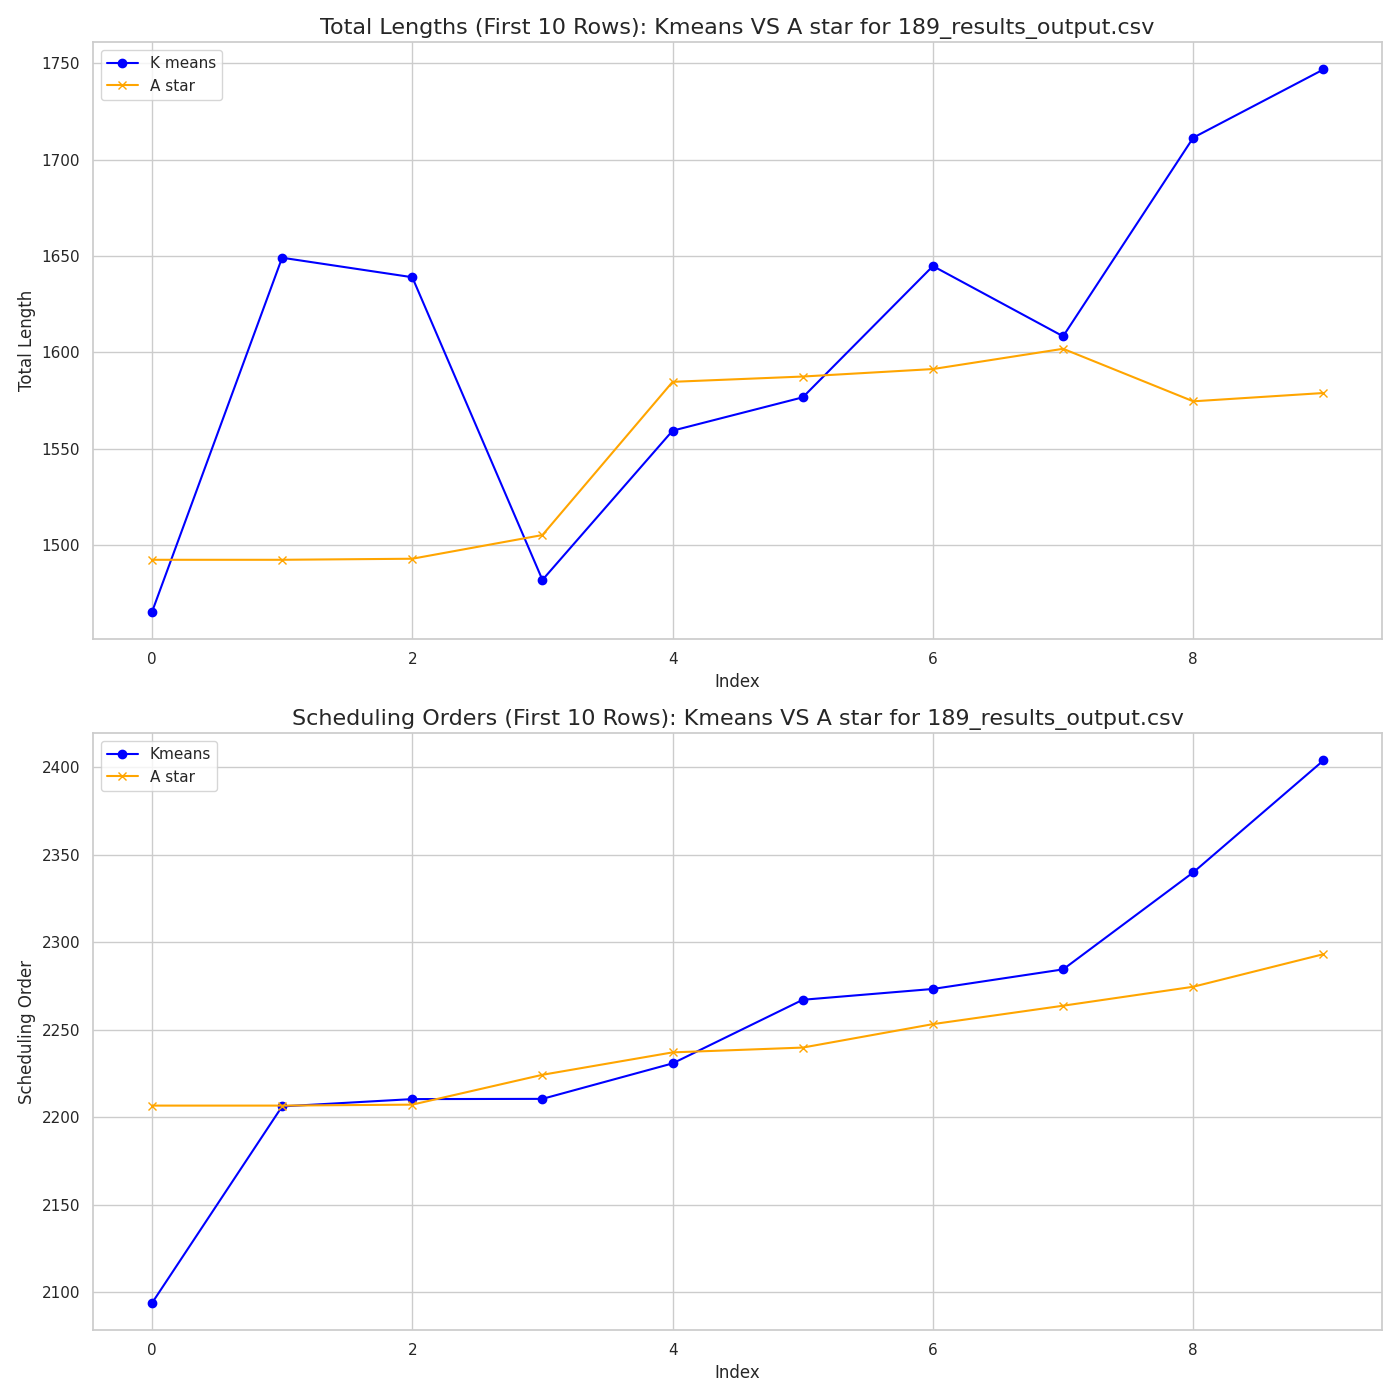 Total Lengths (First 10 Rows): Kmeans VS A star for 189_results_output.csv
K means
A star
1750
1700
1650
1600
1550
1500
Total Length
0 2 4 6 8
Index
Scheduling Orders (First 10 Rows): Kmeans VS A star for 189_results_output.csv
Kmeans
A star
2400
2350
2300
2250
2200
2150
2100
Scheduling Order
0 2 4 6 8
Index